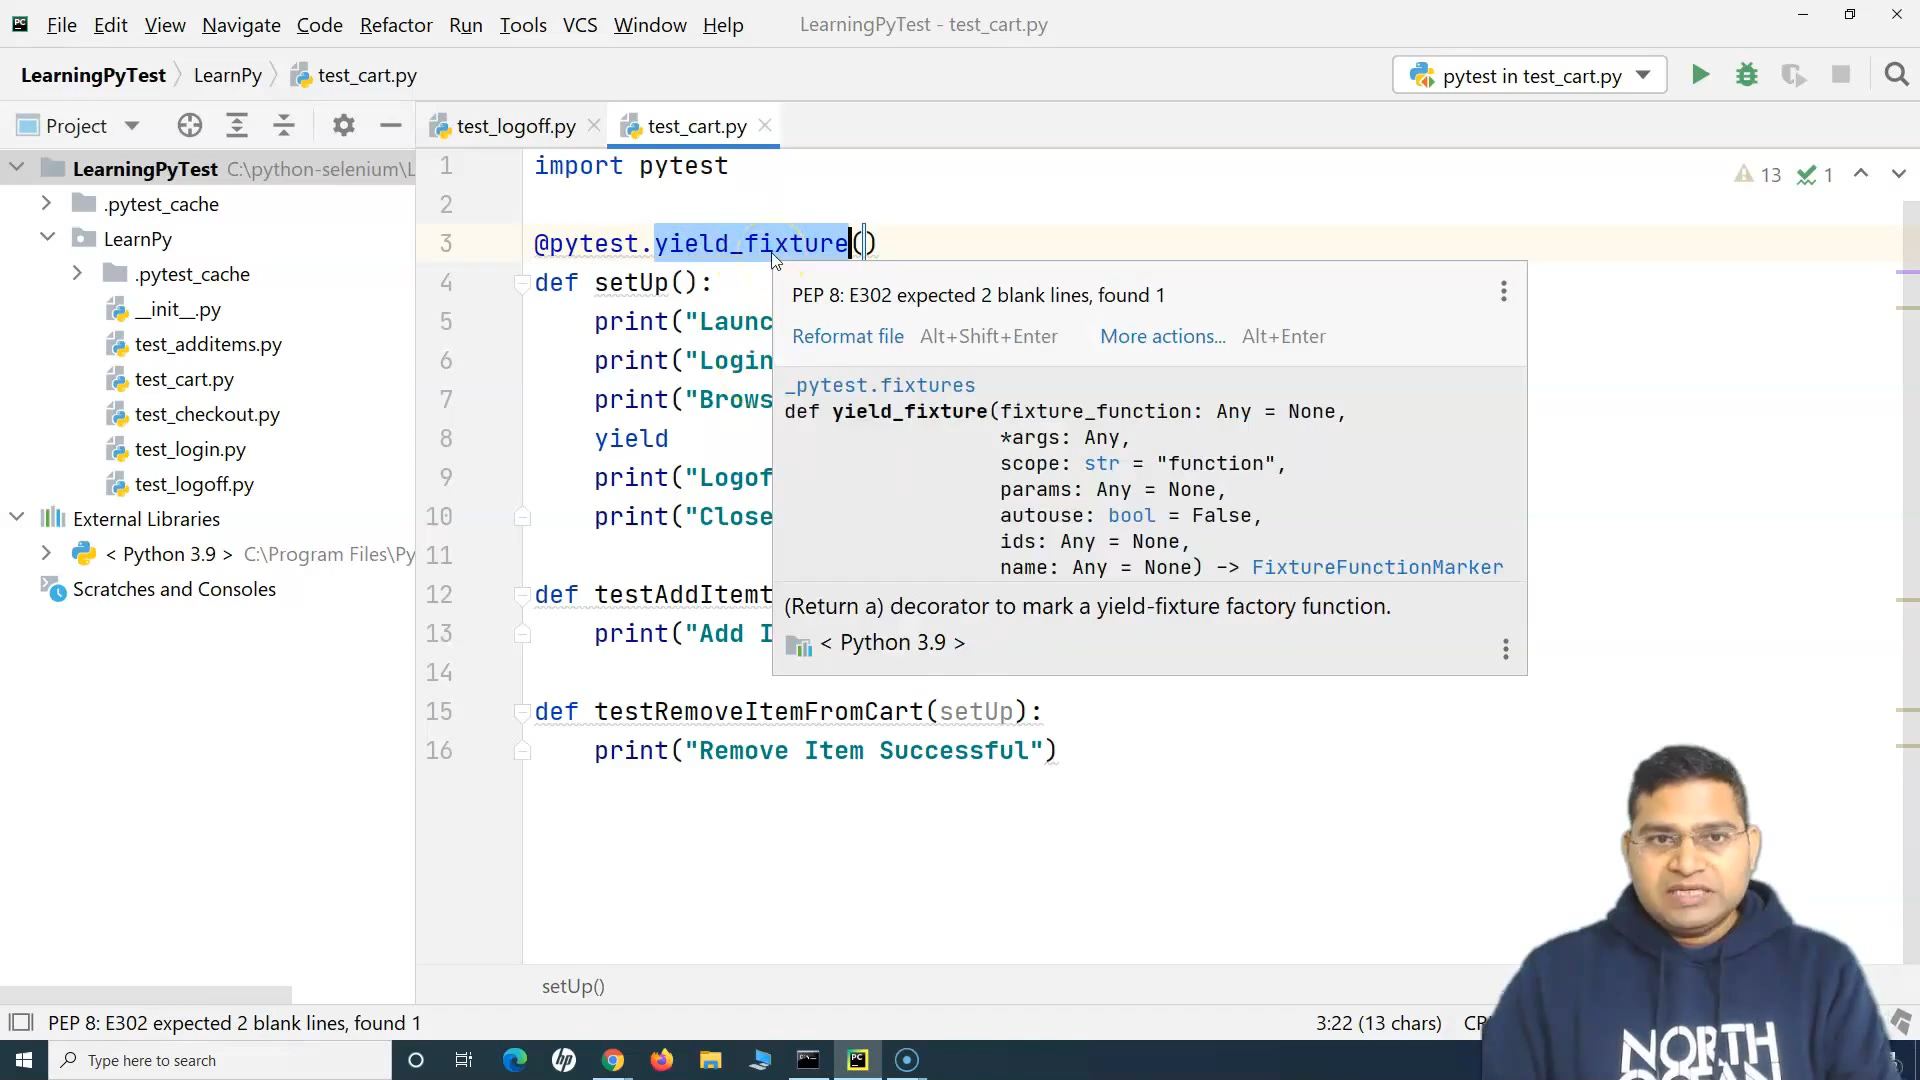 File Edit View Navigate Code Refactor Run Tools VCS Window Help LearningPyTest - test_cart.py
LearningPyTest LearnPy test_cart.py
pytest in test_cart.py
Project
test_logoff.py test_cart.py
LearningPyTest C:\python-selenium\L
.pytest_cache
LearnPy
.pytest_cache
__init__.py
test_additems.py
test_cart.py
test_checkout.py
test_login.py
test_logoff.py
External Libraries
< Python 3.9 > C:\Program Files\Py
Scratches and Consoles
13 1
1 import pytest
2
3 @pytest.yield_fixture()
4 def setUp():
5 print("Launc
6 print("Login
7 print("Brows
8 yield
9 print("Logof
10 print("Close
11
12 def testAddItemt
13 print("Add I
14
15 def testRemoveItemFromCart(setUp):
16 print("Remove Item Successful")
PEP 8: E302 expected 2 blank lines, found 1
Reformat file Alt+Shift+Enter More actions... Alt+Enter
_pytest.fixtures
def yield_fixture(fixture_function: Any = None,
*args: Any,
scope: str = "function",
params: Any = None,
autouse: bool = False,
ids: Any = None,
name: Any = None) -> FixtureFunctionMarker
(Return a) decorator to mark a yield-fixture factory function.
< Python 3.9 >
setUp()
PEP 8: E302 expected 2 blank lines, found 1
3:22 (13 chars)
Type here to search
hp
PC
NORTH